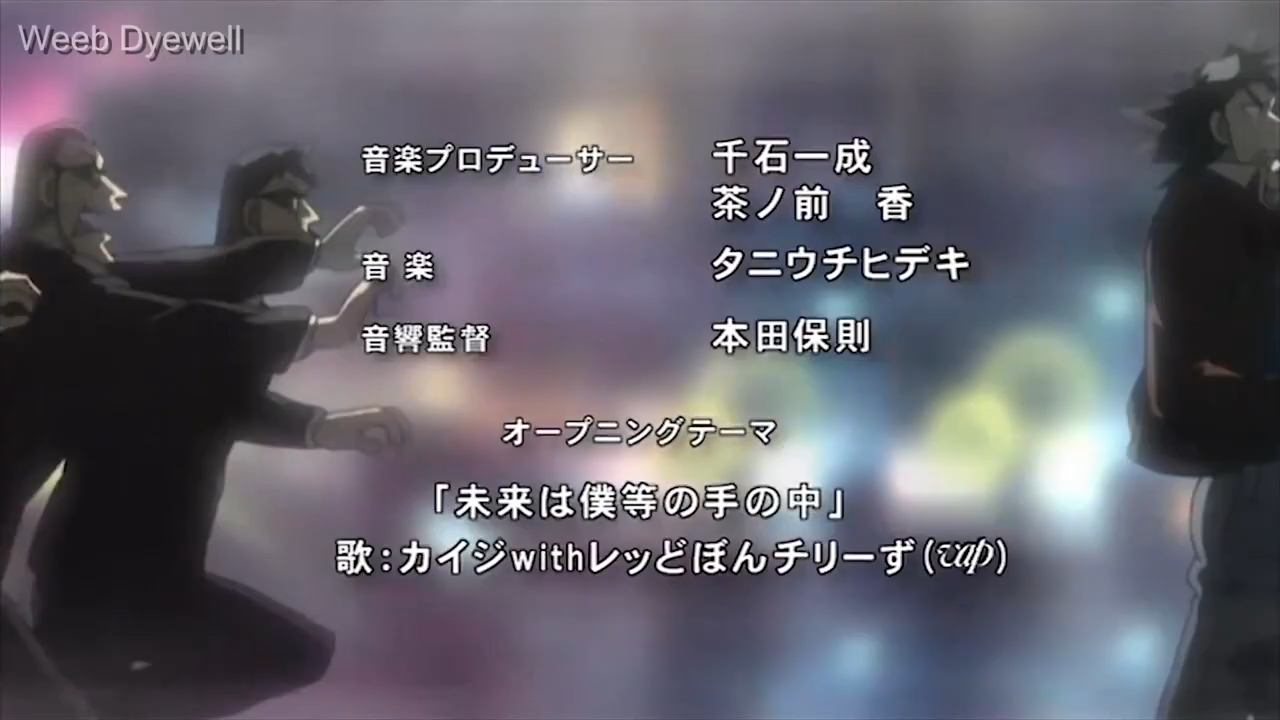 Weeb Dyewell
音楽プロデューサー 千石一成
茶ノ前 香
音 楽 タニウチヒデキ
音響監督 本田保則
オープニングテーマ
「未来は僕等の手の中」
歌:カイジwithレッどぼんチリーず(vap)